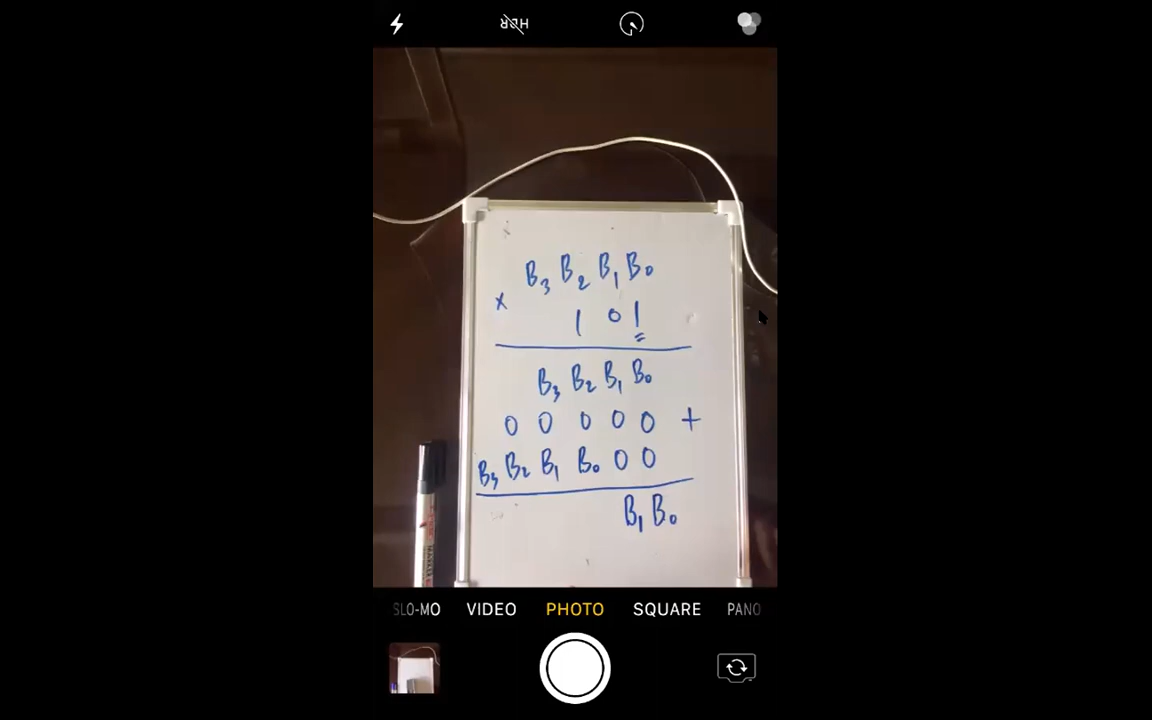 HDR
B3 B2 B1 B0
x
1 0 1
B3 B2 B1 B0
0 0 0 0 0 +
B3 B2 B1 B0 0 0
B1 B0
SLO-MO VIDEO PHOTO SQUARE PANO